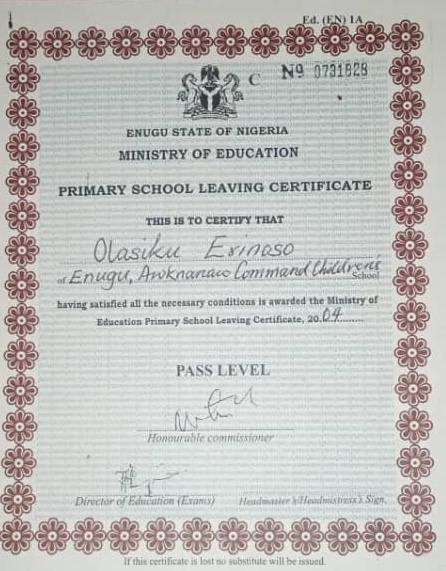 Ed. (EN) 1A
C Nº 0731828
ENUGU STATE OF NIGERIA
MINISTRY OF EDUCATION
PRIMARY SCHOOL LEAVING CERTIFICATE
THIS IS TO CERTIFY THAT
Olasiku Erinoso
of Enugu, Awknanaw Command Childrens School
having satisfied all the necessary conditions is awarded the Ministry of
Education Primary School Leaving Certificate, 20.04.........
PASS LEVEL
Honourable commissioner
Director of Education (Exams) Headmaster's/Headmistress's Sign.
If this certificate is lost no substitute will be issued.